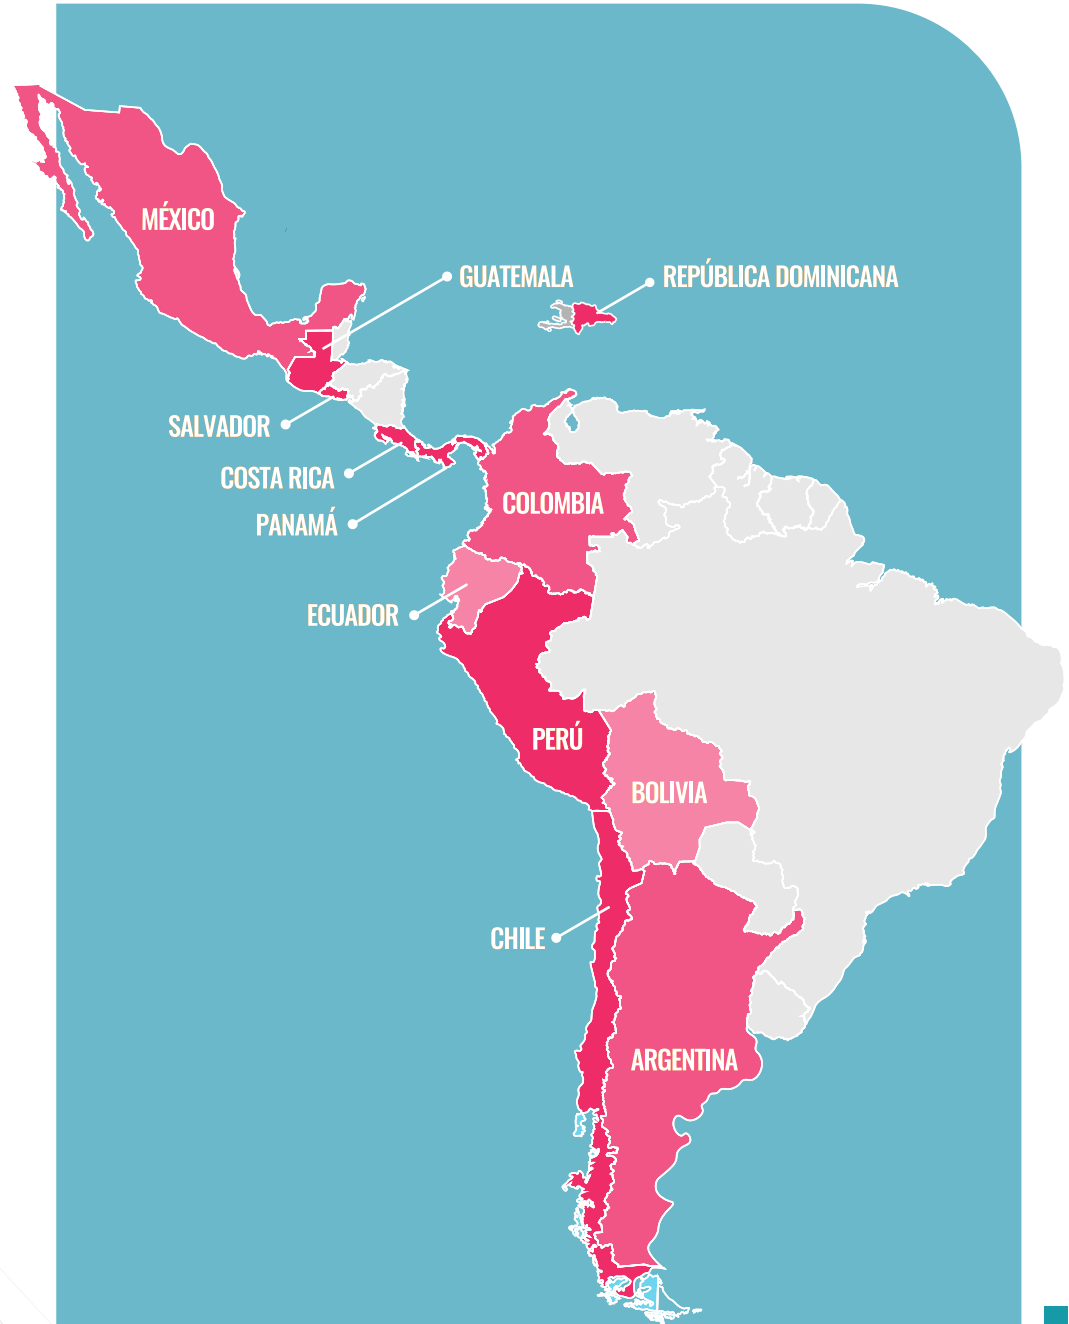 MÉXICO
GUATEMALA
REPÚBLICA DOMINICANA
SALVADOR
COSTA RICA
PANAMÁ
COLOMBIA
ECUADOR
PERÚ
BOLIVIA
CHILE
ARGENTINA